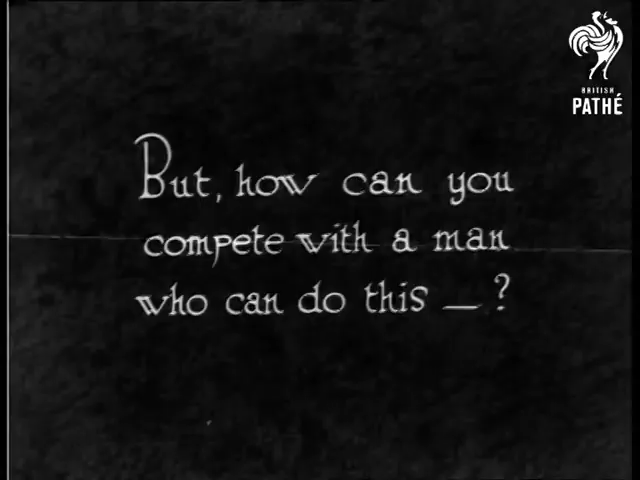 BRITISH
PATHÉ
But, how can you
compete with a man
who can do this — ?